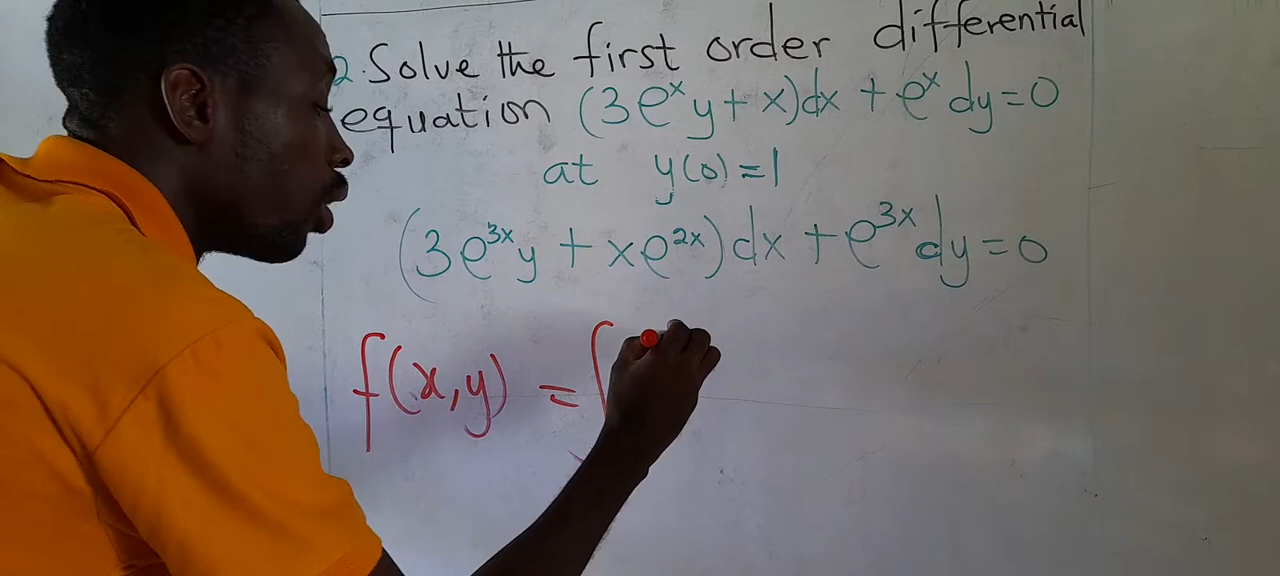 2. Solve the first order differential
equation (3eˣy + x)dx + eˣdy = 0
at y(0) = 1
(3e³ˣy + xe²ˣ)dx + e³ˣdy = 0
f(x,y) = ∫